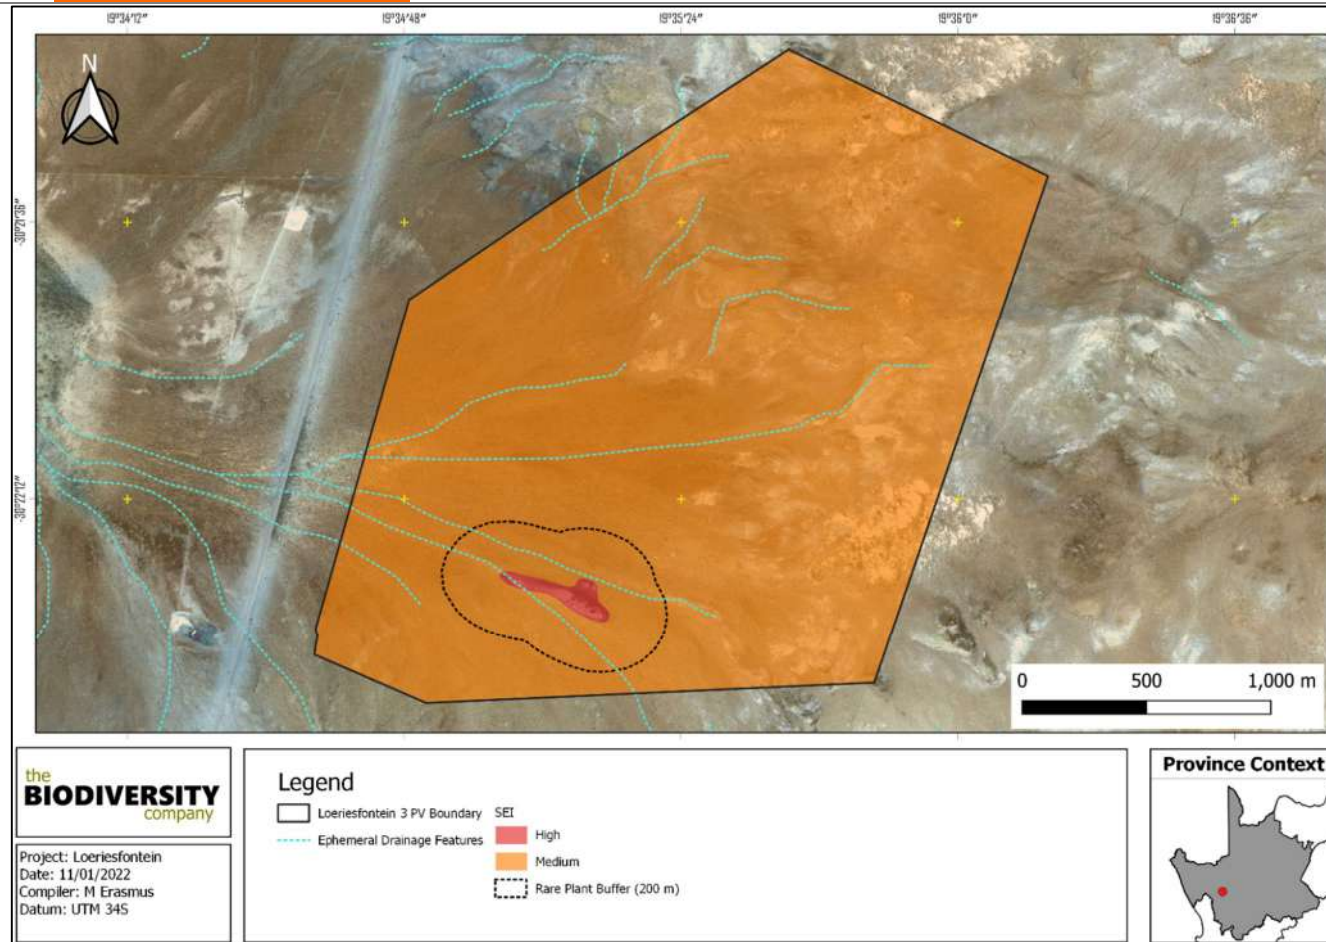 19°34'12" 19°34'48" 19°35'24" 19°36'0" 19°36'36"
N
-30°21'36"
-30°22'12"
0 500 1,000 m
the
BIODIVERSITY
company
Project: Loeriesfontein
Date: 11/01/2022
Compiler: M Erasmus
Datum: UTM 34S
Legend
Loeriesfontein 3 PV Boundary
Ephemeral Drainage Features
SEI
High
Medium
Rare Plant Buffer (200 m)
Province Context